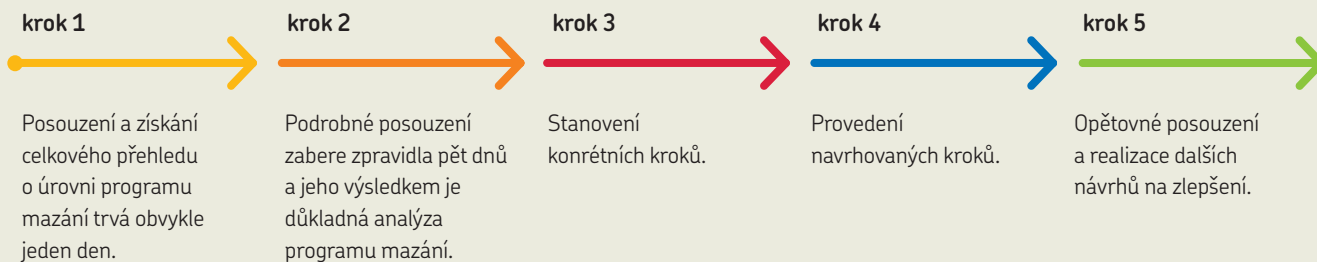 krok 1
Posouzení a získání
celkového přehledu
o úrovni programu
mazání trvá obvykle
jeden den.
krok 2
Podrobné posouzení
zabere zpravidla pět dnů
a jeho výsledkem je
důkladná analýza
programu mazání.
krok 3
Stanovení
konrétních kroků.
krok 4
Provedení
navrhovaných kroků.
krok 5
Opětovné posouzení
a realizace dalších
návrhů na zlepšení.